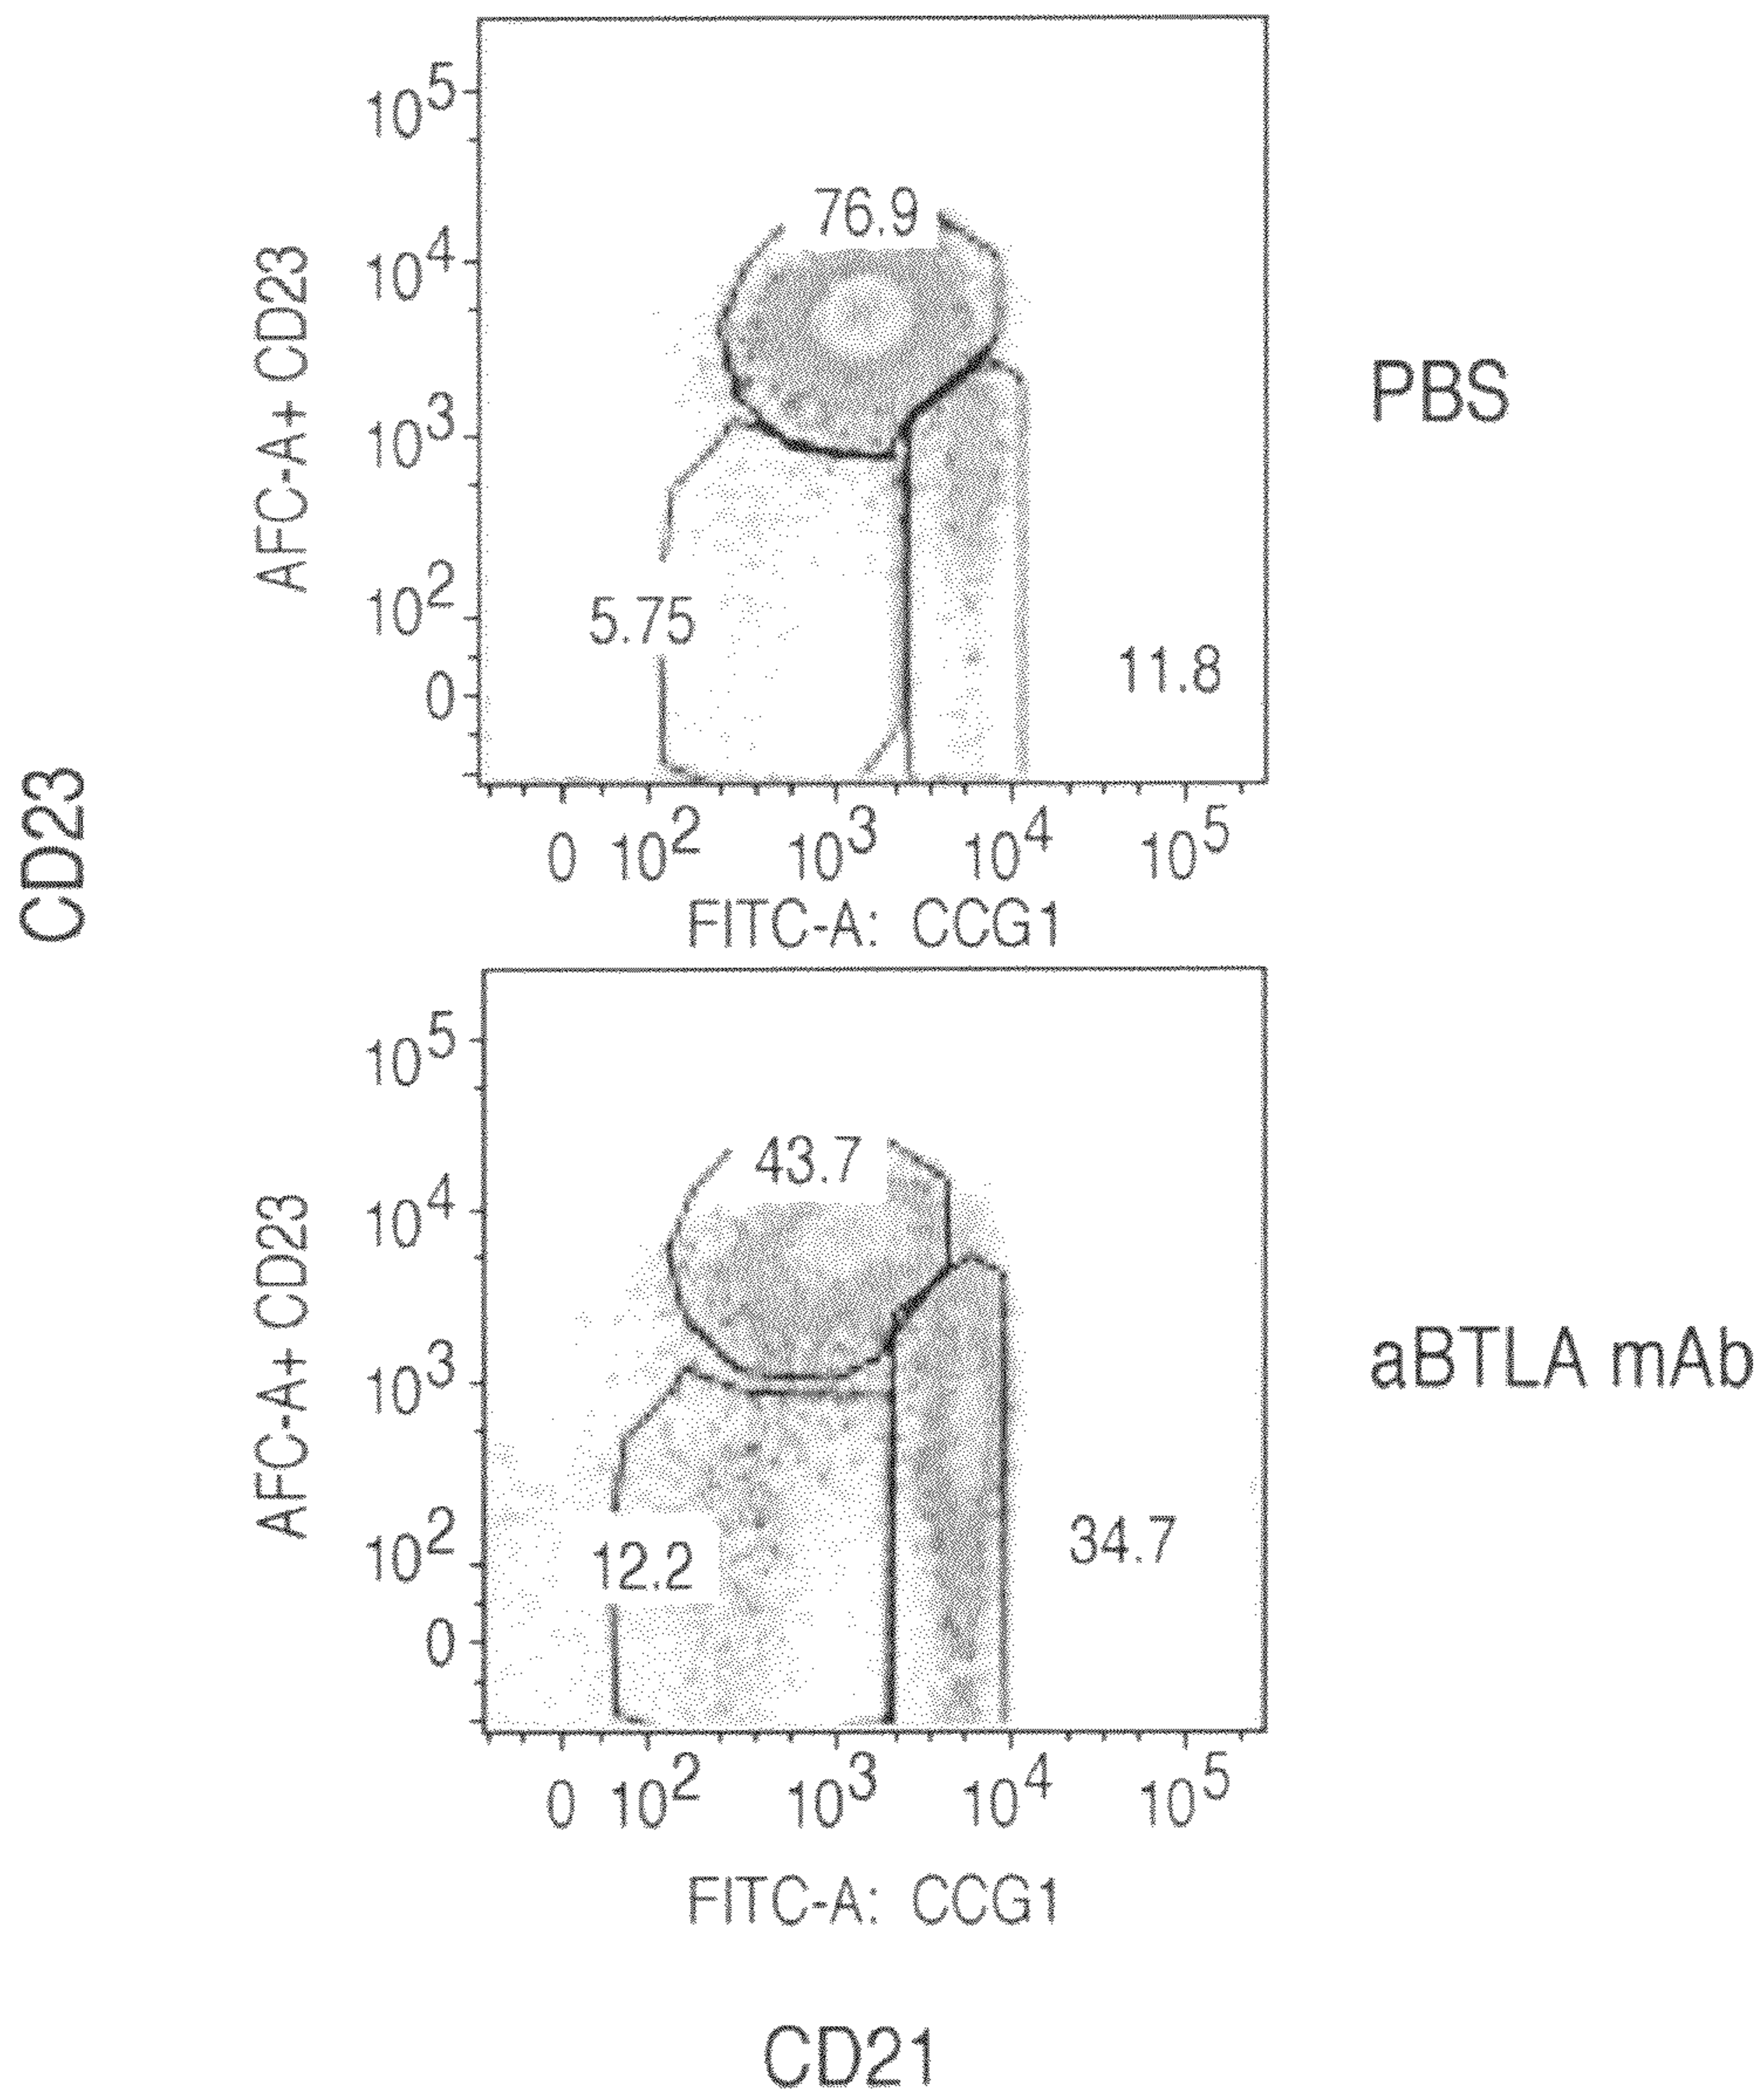 10^5
10^4
10^3
10^2
0
AFC-A+ CD23
76.9
5.75
11.8
PBS
0 10^2 10^3 10^4 10^5
FITC-A: CCG1
CD23
10^5
10^4
10^3
10^2
0
AFC-A+ CD23
43.7
12.2
34.7
aBTLA mAb
0 10^2 10^3 10^4 10^5
FITC-A: CCG1
CD21